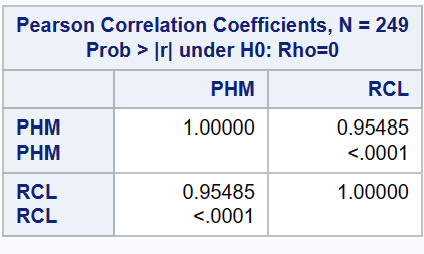 Pearson Correlation Coefficients, N = 249
Prob > |r| under H0: Rho=0
PHM RCL
PHM 1.00000 0.95485
PHM <.0001
RCL 0.95485 1.00000
RCL <.0001